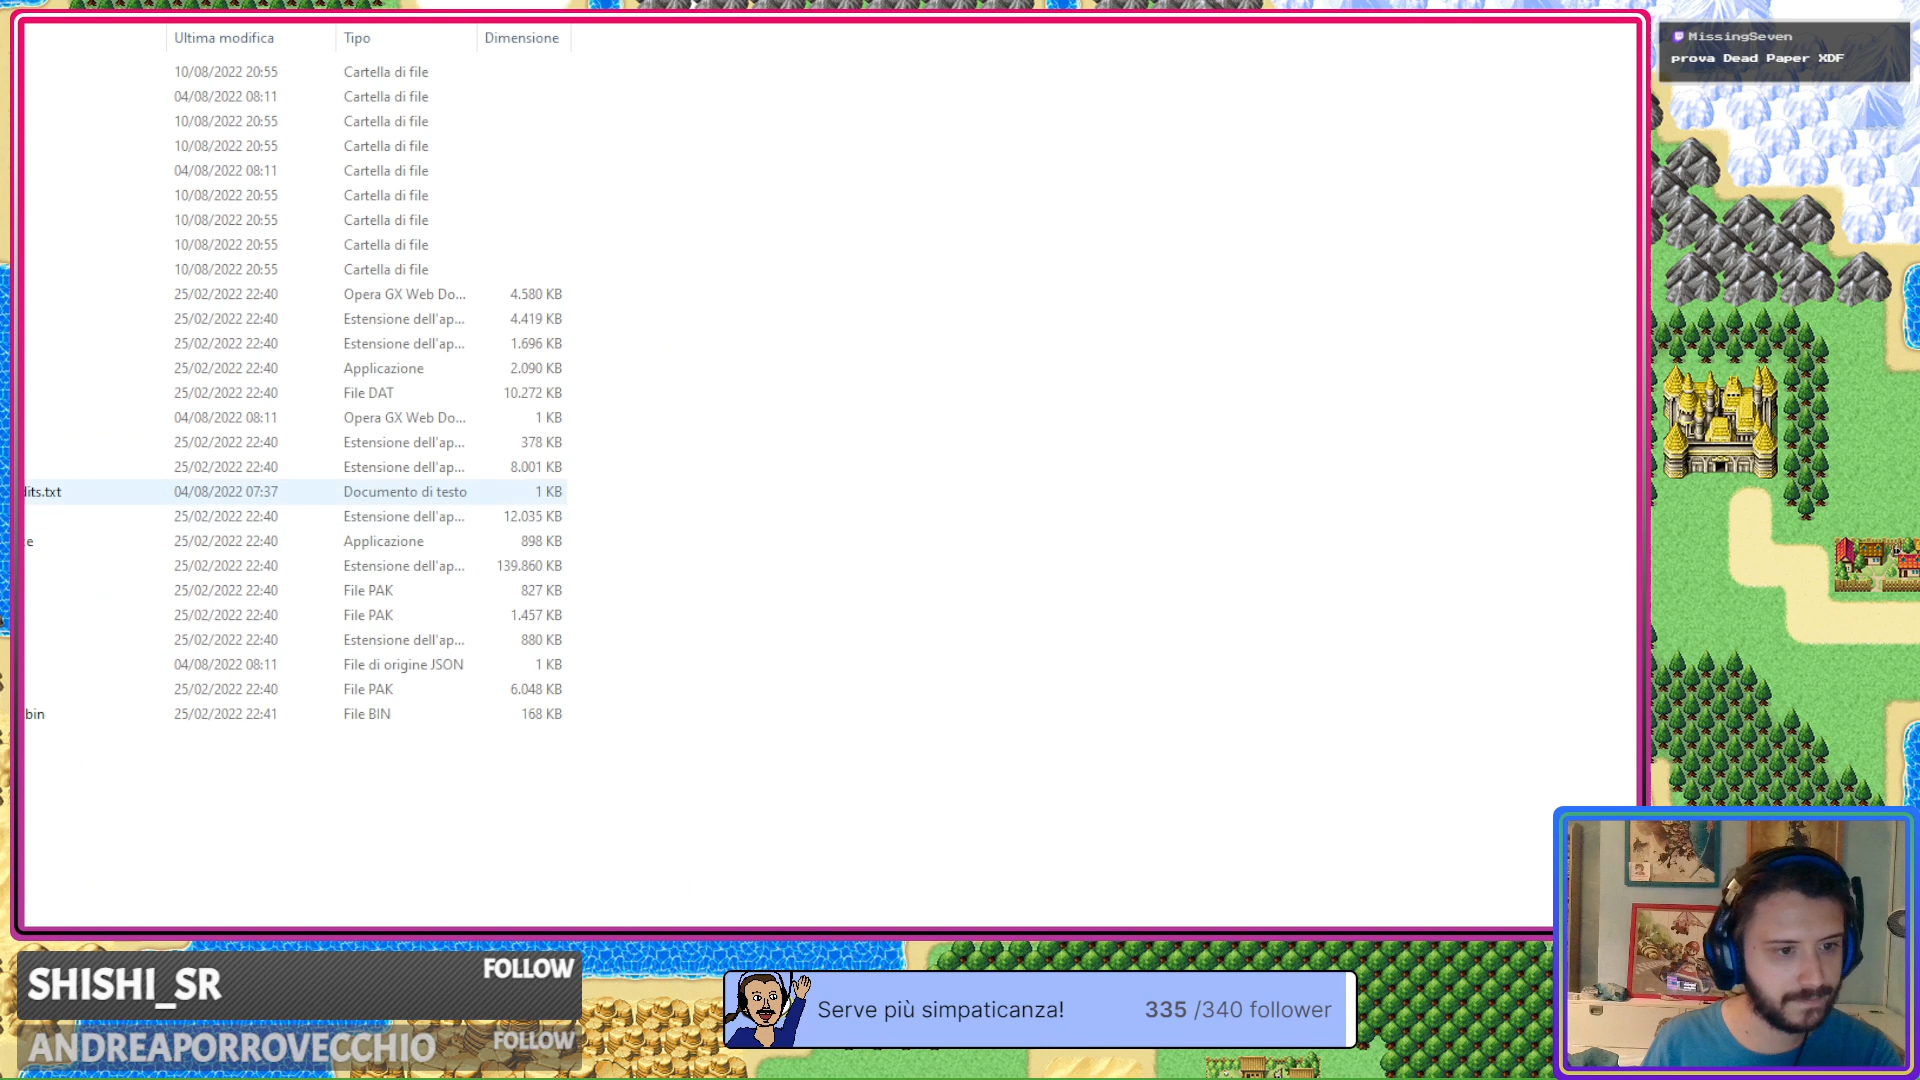 Ultima modifica Tipo Dimensione
10/08/2022 20:55 Cartella di file
04/08/2022 08:11 Cartella di file
10/08/2022 20:55 Cartella di file
10/08/2022 20:55 Cartella di file
04/08/2022 08:11 Cartella di file
10/08/2022 20:55 Cartella di file
10/08/2022 20:55 Cartella di file
10/08/2022 20:55 Cartella di file
10/08/2022 20:55 Cartella di file
25/02/2022 22:40 Opera GX Web Do... 4.580 KB
25/02/2022 22:40 Estensione dell'ap... 4.419 KB
25/02/2022 22:40 Estensione dell'ap... 1.696 KB
25/02/2022 22:40 Applicazione 2.090 KB
25/02/2022 22:40 File DAT 10.272 KB
04/08/2022 08:11 Opera GX Web Do... 1 KB
25/02/2022 22:40 Estensione dell'ap... 378 KB
25/02/2022 22:40 Estensione dell'ap... 8.001 KB
its.txt 04/08/2022 07:37 Documento di testo 1 KB
25/02/2022 22:40 Estensione dell'ap... 12.035 KB
e 25/02/2022 22:40 Applicazione 898 KB
25/02/2022 22:40 Estensione dell'ap... 139.860 KB
25/02/2022 22:40 File PAK 827 KB
25/02/2022 22:40 File PAK 1.457 KB
25/02/2022 22:40 Estensione dell'ap... 880 KB
04/08/2022 08:11 File di origine JSON 1 KB
25/02/2022 22:40 File PAK 6.048 KB
bin 25/02/2022 22:41 File BIN 168 KB
MissingSeven
prova Dead Paper XDF
SHISHI_SR FOLLOW
ANDREAPORROVECCHIO FOLLOW
Serve più simpaticanza! 335 /340 follower